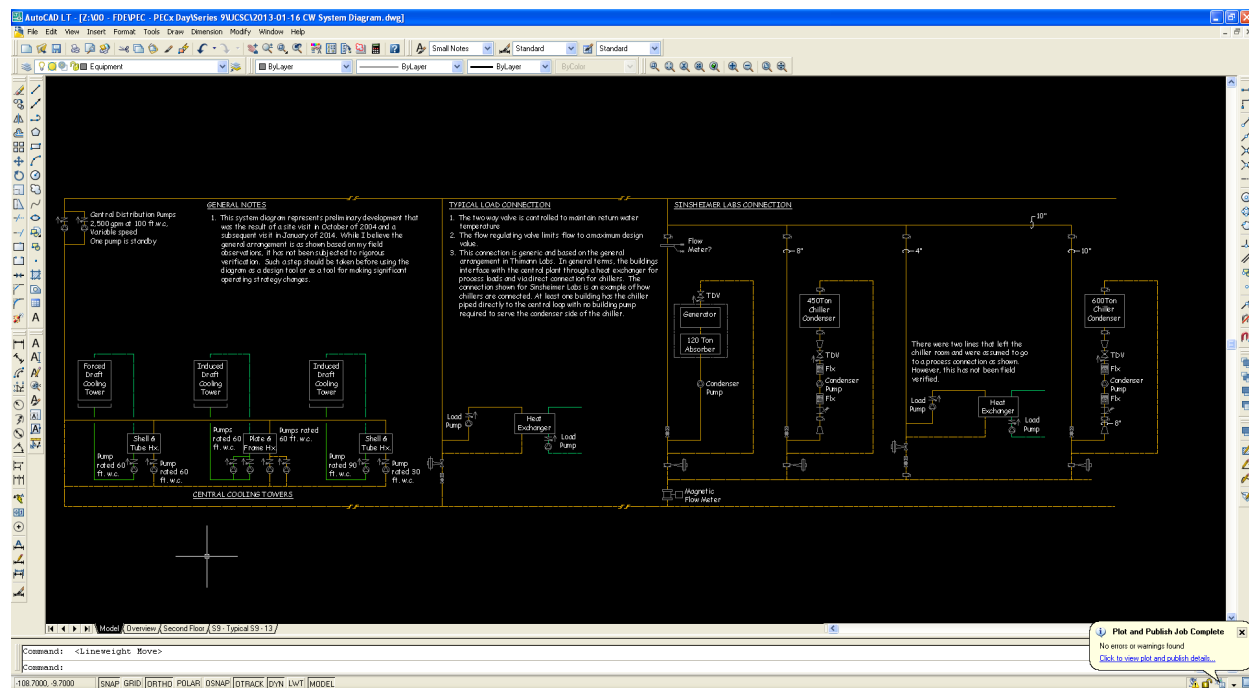 AutoCAD LT - [Z:\00 - FDE\PEC - PECx Day\Series 9\UCSC\2013-01-16 CW System Diagram.dwg]
File Edit View Insert Format Tools Draw Dimension Modify Window Help
Small Notes
Standard
Standard
Equipment
ByLayer
ByLayer
ByLayer
ByColor
Central Distribution Pumps
2,500 gpm at 100 ft w.c,
Variable speed
One pump is standby
GENERAL NOTES
1. This system diagram represents preliminary development that
was the result of a site visit in October of 2004 and a
subsequent visit in January of 2014. While I believe the
general arrangement is as shown based on my field
observations, it has not been subjected to rigorous
verification. Such a step should be taken before using the
diagram as a design tool or as a tool for making significant
operating strategy changes.
TYPICAL LOAD CONNECTION
1. The two way valve is controlled to maintain return water
temperature
2. The flow regulating valve limits flow to amaximum design
value.
3. This connection is generic and based on the general
arrangement in Thimann Labs. In general terms, the buildings
interface with the central plant through a heat exchanger for
process loads and via direct connection for chillers. The
connection shown for Sinsheimer Labs is an example of how
chillers are connected. At least one building has the chiller
piped directly to the central loop with no building pump
required to serve the condenser side of the chiller.
SINSHEIMER LABS CONNECTION
10"
Flow
Meter?
8"
4"
10"
TDV
Generator
120 Ton
Absorber
Condenser
Pump
450Ton
Chiller
Condenser
TDV
Flx
Condenser
Pump
Flx
There were two lines that left the
chiller room and were assumed to go
to a process connection as shown.
However, this has not been field
verified.
Load
Pump
Heat
Exchanger
Load
Pump
600Ton
Chiller
Condenser
TDV
Flx
Condenser
Pump
Flx
8"
Forced
Draft
Cooling
Tower
Induced
Draft
Cooling
Tower
Induced
Draft
Cooling
Tower
Shell &
Tube Hx.
Pump
rated 60
ft. w.c.
Pump
rated 60
ft. w.c.
Pumps
rated 60
ft. w.c.
Plate &
Frame Hx
Pumps rated
60 ft. w.c.
Shell &
Tube Hx
Pump
rated 90
ft. w.c.
Pump
rated 30
ft. w.c.
CENTRAL COOLING TOWERS
Load
Pump
Heat
Exchanger
Load
Pump
Magnetic
Flow Meter
Model Overview Second Floor S9 - Typical S9 - 13
Plot and Publish Job Complete
No errors or warnings found
Click to view plot and publish details...
Command: <Lineweight Move>
Command:
-108.7000, -9.7000 SNAP GRID ORTHO POLAR OSNAP OTRACK DYN LWT MODEL